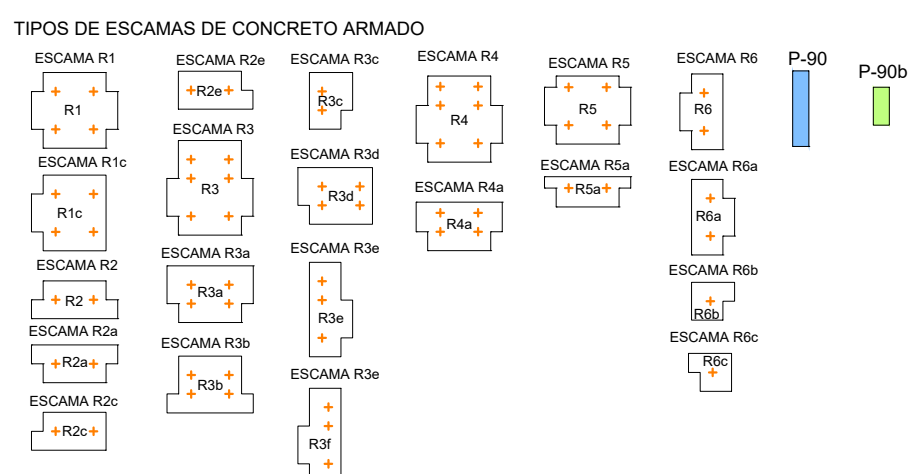 TIPOS DE ESCAMAS DE CONCRETO ARMADO
ESCAMA R1
R1
ESCAMA R1c
R1c
ESCAMA R2
R2
ESCAMA R2a
R2a
ESCAMA R2c
R2c
ESCAMA R2e
R2e
ESCAMA R3
R3
ESCAMA R3a
R3a
ESCAMA R3b
R3b
ESCAMA R3c
R3c
ESCAMA R3d
R3d
ESCAMA R3e
R3e
ESCAMA R3e
R3f
ESCAMA R4
R4
ESCAMA R4a
R4a
ESCAMA R5
R5
ESCAMA R5a
R5a
ESCAMA R6
R6
ESCAMA R6a
R6a
ESCAMA R6b
R6b
ESCAMA R6c
R6c
P-90
P-90b